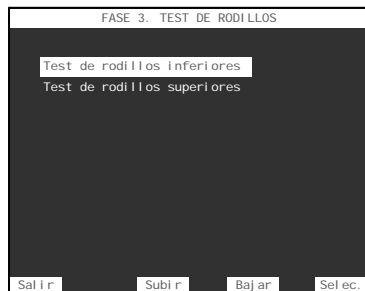 FASE 3. TEST DE RODILLOS
Test de rodillos inferiores
Test de rodillos superiores
Salir Subir Bajar Selec.